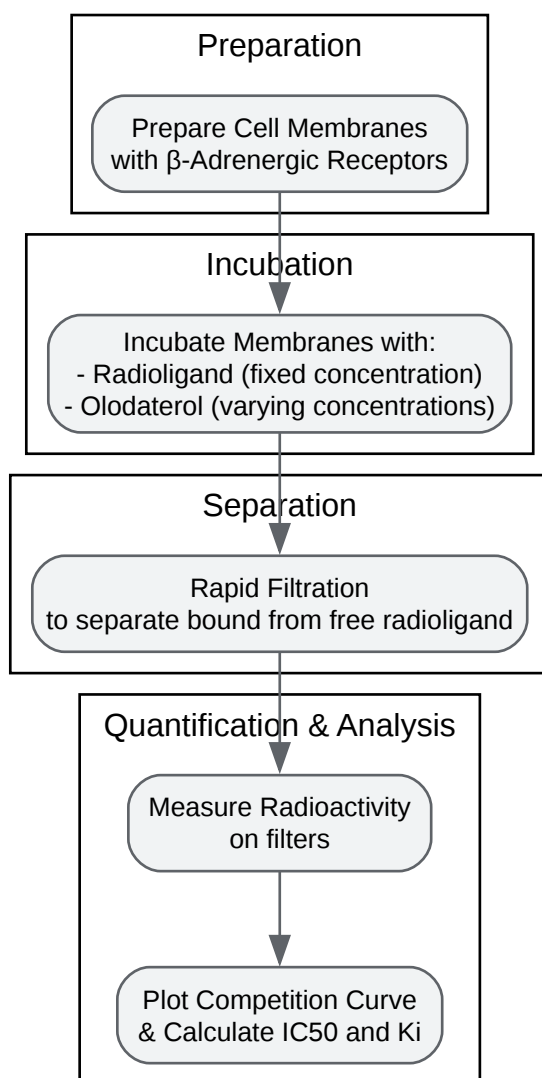 Preparation
Prepare Cell Membranes
with β-Adrenergic Receptors
Incubation
Incubate Membranes with:
- Radioligand (fixed concentration)
- Olodaterol (varying concentrations)
Separation
Rapid Filtration
to separate bound from free radioligand
Quantification & Analysis
Measure Radioactivity
on filters
Plot Competition Curve
& Calculate IC50 and Ki